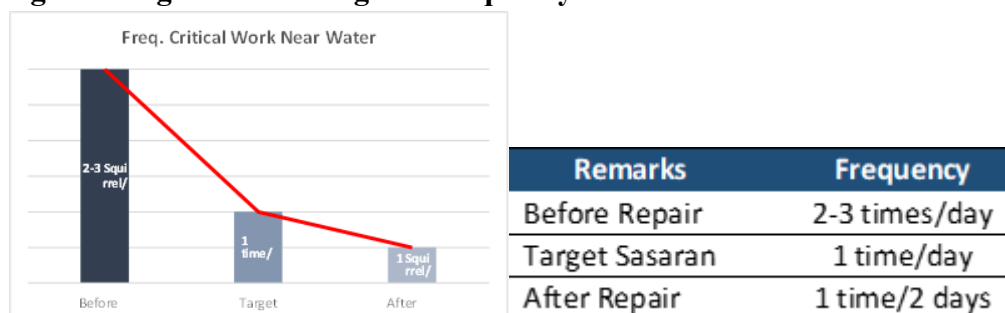 Freq. Critical Work Near Water
2-3 Squi
rrel/
1
time/
1 Squi
rrel/
Before
Target
After
Remarks Frequency
Before Repair 2-3 times/day
Target Sasaran 1 time/day
After Repair 1 time/2 days